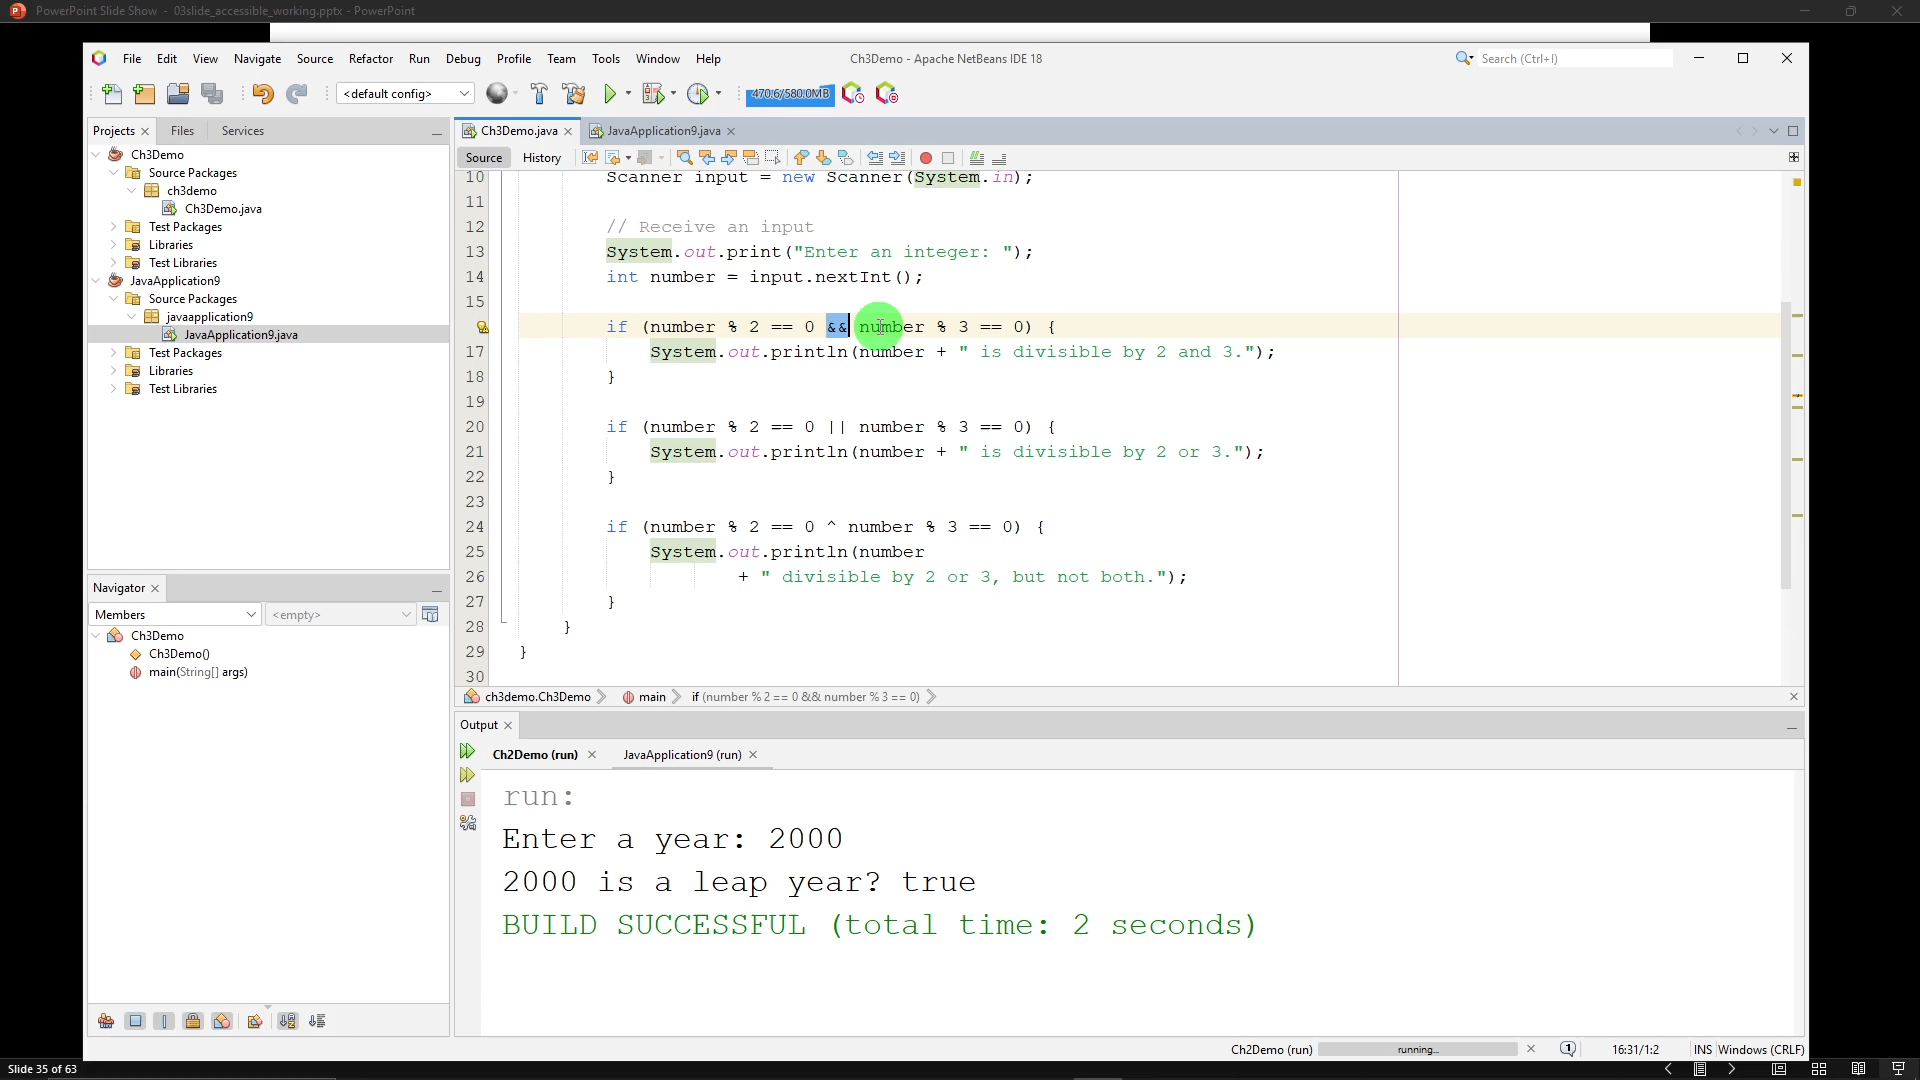 PowerPoint Slide Show - 03slide_accessible_working.pptx - PowerPoint
File Edit View Navigate Source Refactor Run Debug Profile Team Tools Window Help
Ch3Demo - Apache NetBeans IDE 18
Search (Ctrl+I)
<default config>
470.6/580.0MB
Projects Files Services
Ch3Demo
Source Packages
ch3demo
Ch3Demo.java
Test Packages
Libraries
Test Libraries
JavaApplication9
Source Packages
javaapplication9
JavaApplication9.java
Test Packages
Libraries
Test Libraries
Navigator
Members <empty>
Ch3Demo
Ch3Demo()
main(String[] args)
Ch3Demo.java JavaApplication9.java
Source History
10 Scanner input = new Scanner(System.in);
11
12 // Receive an input
13 System.out.print("Enter an integer: ");
14 int number = input.nextInt();
15
if (number % 2 == 0 && number % 3 == 0) {
17 System.out.println(number + " is divisible by 2 and 3.");
18 }
19
20 if (number % 2 == 0 || number % 3 == 0) {
21 System.out.println(number + " is divisible by 2 or 3.");
22 }
23
24 if (number % 2 == 0 ^ number % 3 == 0) {
25 System.out.println(number
26 + " divisible by 2 or 3, but not both.");
27 }
28 }
29 }
30
ch3demo.Ch3Demo main if (number % 2 == 0 && number % 3 == 0)
Output
Ch2Demo (run) JavaApplication9 (run)
run:
Enter a year: 2000
2000 is a leap year? true
BUILD SUCCESSFUL (total time: 2 seconds)
Ch2Demo (run) running... 1 16:31/1:2 INS Windows (CRLF)
Slide 35 of 63